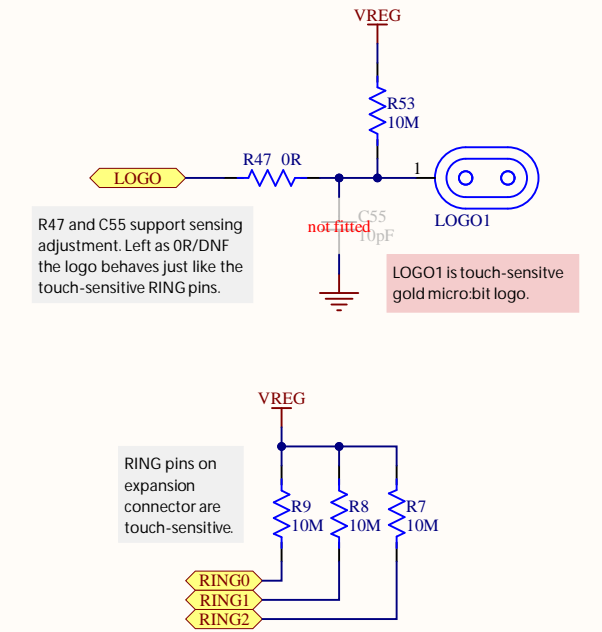 VREG
R53
10M
R47 0R
1
LOGO
C55
10pF
not fitted
LOGO1
R47 and C55 support sensing
adjustment. Left as 0R/DNF
the logo behaves just like the
touch-sensitive RING pins.
LOGO1 is touch-sensitve
gold micro:bit logo.
VREG
RING pins on
expansion
connector are
touch-sensitive.
R9
10M
R8
10M
R7
10M
RING0
RING1
RING2